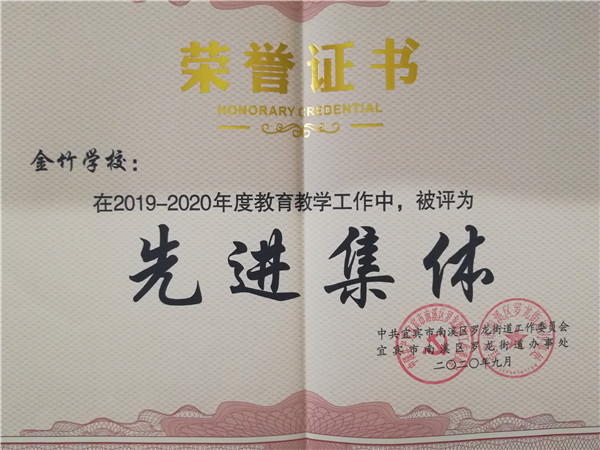 荣誉证书
HONORARY CREDENTIAL
金竹学校：
在2019-2020年度教育教学工作中，被评为
先进集体
中共宜宾市南溪区罗龙街道工作委员会
宜宾市南溪区罗龙街道办事处
二〇二〇年九月